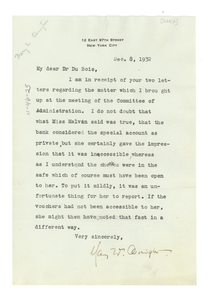 12 EAST 97TH STREET
NEW YORK CITY
Dec. 8, 1932
My dear Dr Du Bois,
I am in receipt of your two let-
ters regarding the matter which I brought
up at the meeting of the Committee of
Administration. I do not doubt that
what Miss Malvan said was true, that the
bank considered the special account as
private but she certainly gave the impres-
sion that it was inaccessible whereas
as I understand the checks were in the
safe which of course must have been open
to her. To put it mildly, it was an un-
fortunate thing for her to report. If the
vouchers had not been accessible to her,
she might then have noted that fact in a
different way.
Very sincerely,
Mary W. Ovington